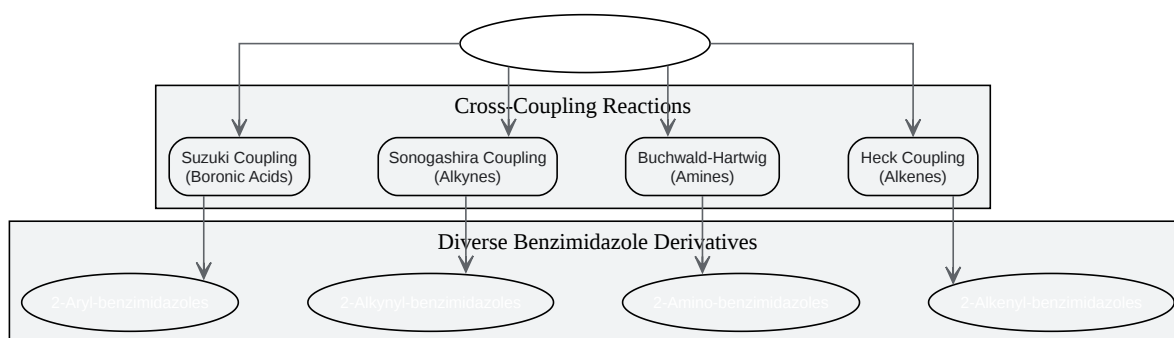 Cross-Coupling Reactions
Suzuki Coupling
(Boronic Acids)
Sonogashira Coupling
(Alkynes)
Buchwald-Hartwig
(Amines)
Heck Coupling
(Alkenes)
Diverse Benzimidazole Derivatives
2-Aryl-benzimidazoles
2-Alkynyl-benzimidazoles
2-Amino-benzimidazoles
2-Alkenyl-benzimidazoles